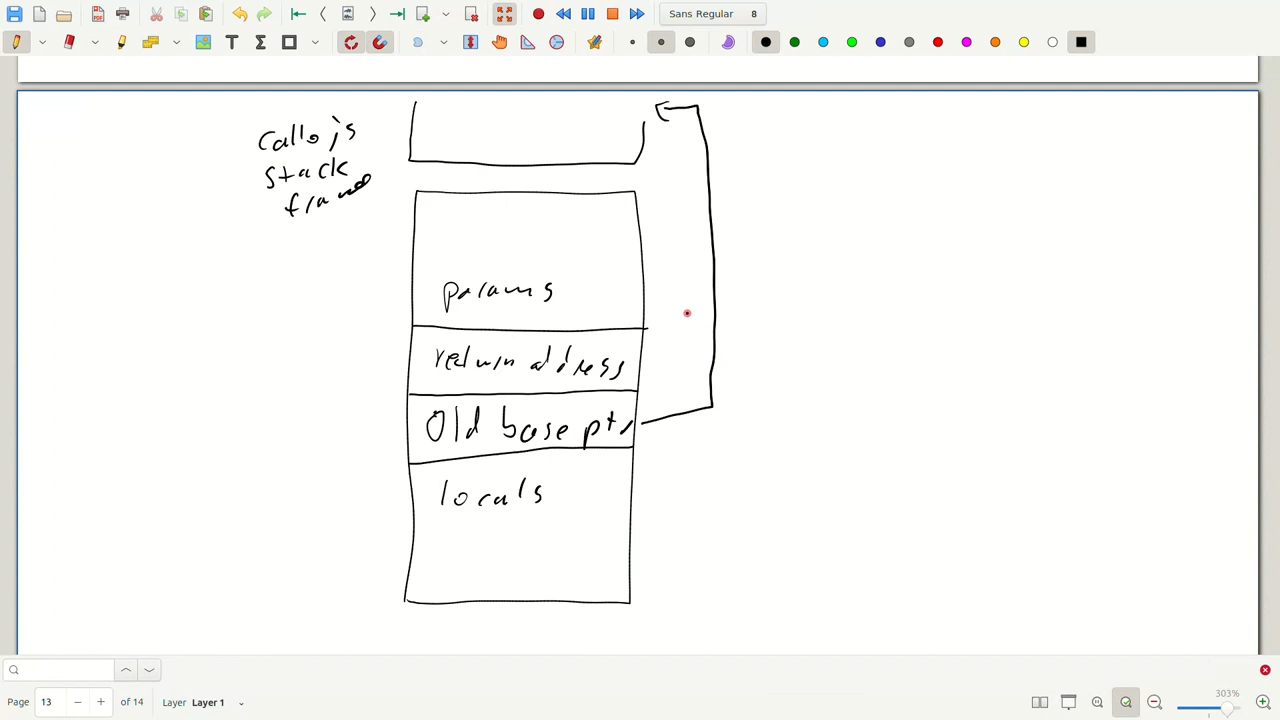 Sans Regular 8
Caller's
stack
frame
params
return address
Old base ptr
locals
Page 13 of 14 Layer Layer 1
303%